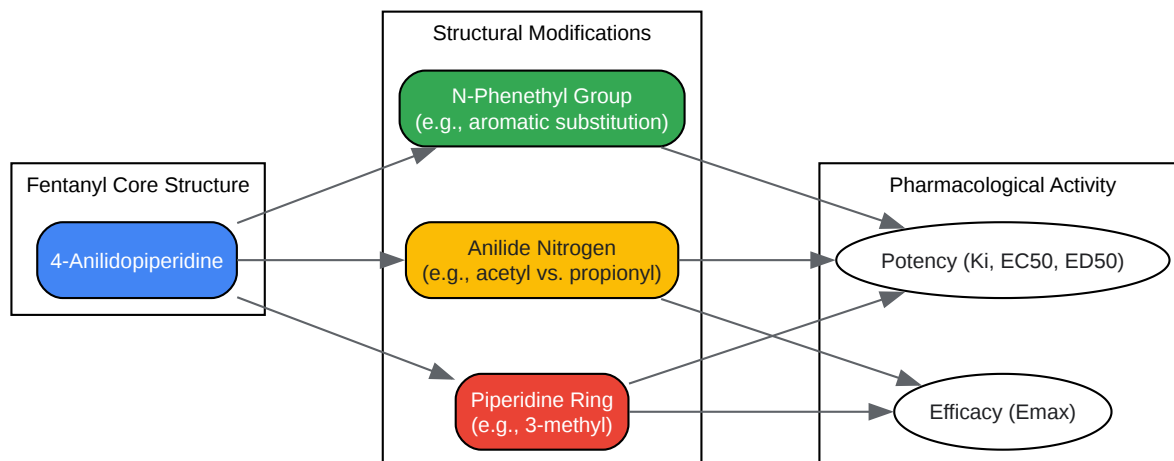 Fentanyl Core Structure
4-Anilidopiperidine
Structural Modifications
N-Phenethyl Group
(e.g., aromatic substitution)
Anilide Nitrogen
(e.g., acetyl vs. propionyl)
Piperidine Ring
(e.g., 3-methyl)
Pharmacological Activity
Potency (Ki, EC50, ED50)
Efficacy (Emax)